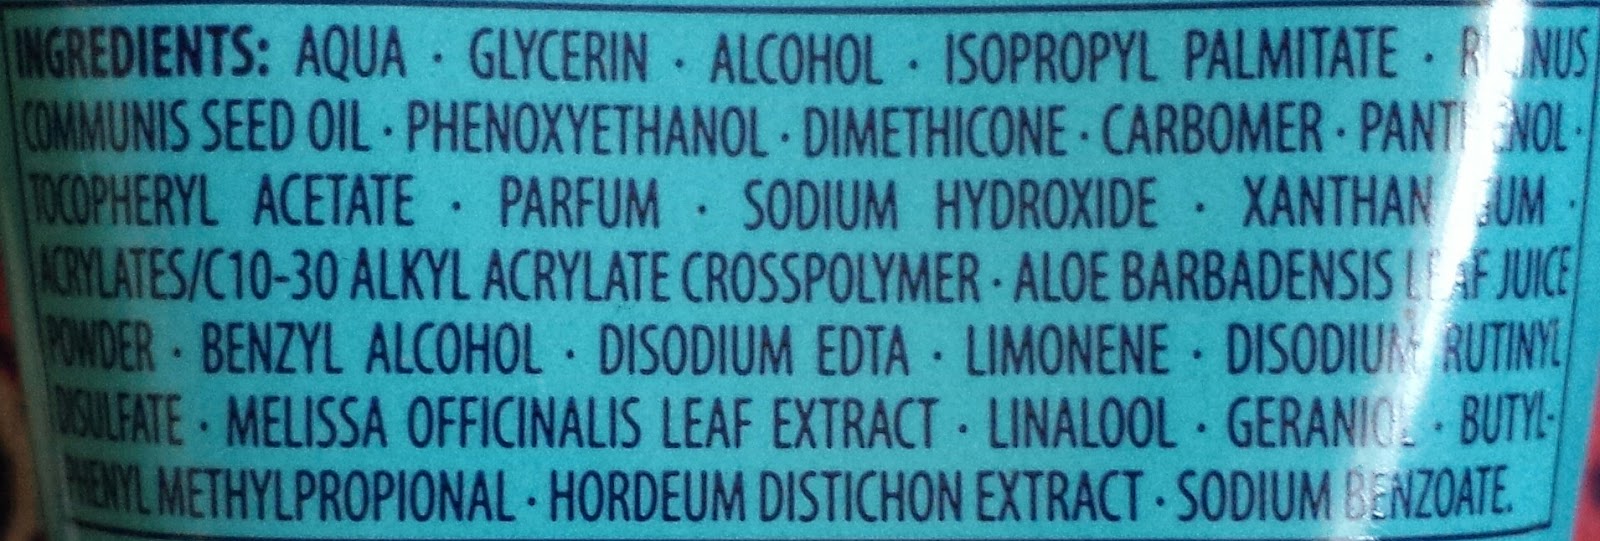 INGREDIENTS: AQUA · GLYCERIN · ALCOHOL · ISOPROPYL PALMITATE · RICINUS
COMMUNIS SEED OIL · PHENOXYETHANOL · DIMETHICONE · CARBOMER · PANTHENOL ·
TOCOPHERYL ACETATE · PARFUM · SODIUM HYDROXIDE · XANTHAN GUM ·
ACRYLATES/C10-30 ALKYL ACRYLATE CROSSPOLYMER · ALOE BARBADENSIS LEAF JUICE
POWDER · BENZYL ALCOHOL · DISODIUM EDTA · LIMONENE · DISODIUM RUTINYL
DISULFATE · MELISSA OFFICINALIS LEAF EXTRACT · LINALOOL · GERANIOL · BUTYL-
PHENYL METHYLPROPIONAL · HORDEUM DISTICHON EXTRACT · SODIUM BENZOATE.